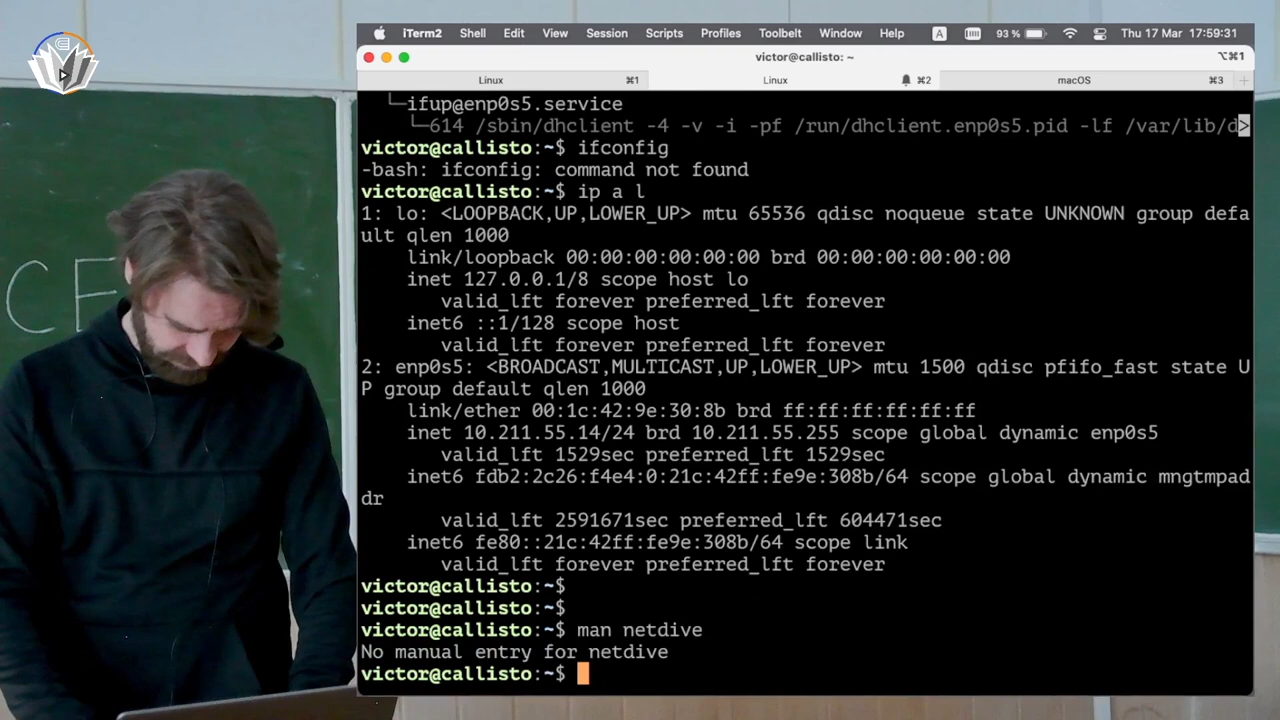 iTerm2 Shell Edit View Session Scripts Profiles Toolbelt Window Help A 93 % Thu 17 Mar 17:59:31
victor@callisto: ~ ⌥⌘1
Linux ⌘1 Linux ⌘2 macOS ⌘3 +
└─ifup@enp0s5.service
└─614 /sbin/dhclient -4 -v -i -pf /run/dhclient.enp0s5.pid -lf /var/lib/d>
victor@callisto:~$ ifconfig
-bash: ifconfig: command not found
victor@callisto:~$ ip a l
1: lo: <LOOPBACK,UP,LOWER_UP> mtu 65536 qdisc noqueue state UNKNOWN group defa
ult qlen 1000
link/loopback 00:00:00:00:00:00 brd 00:00:00:00:00:00
inet 127.0.0.1/8 scope host lo
valid_lft forever preferred_lft forever
inet6 ::1/128 scope host
valid_lft forever preferred_lft forever
2: enp0s5: <BROADCAST,MULTICAST,UP,LOWER_UP> mtu 1500 qdisc pfifo_fast state U
P group default qlen 1000
link/ether 00:1c:42:9e:30:8b brd ff:ff:ff:ff:ff:ff
inet 10.211.55.14/24 brd 10.211.55.255 scope global dynamic enp0s5
valid_lft 1529sec preferred_lft 1529sec
inet6 fdb2:2c26:f4e4:0:21c:42ff:fe9e:308b/64 scope global dynamic mngtmpad
dr
valid_lft 2591671sec preferred_lft 604471sec
inet6 fe80::21c:42ff:fe9e:308b/64 scope link
valid_lft forever preferred_lft forever
victor@callisto:~$
victor@callisto:~$
victor@callisto:~$ man netdive
No manual entry for netdive
victor@callisto:~$
CE